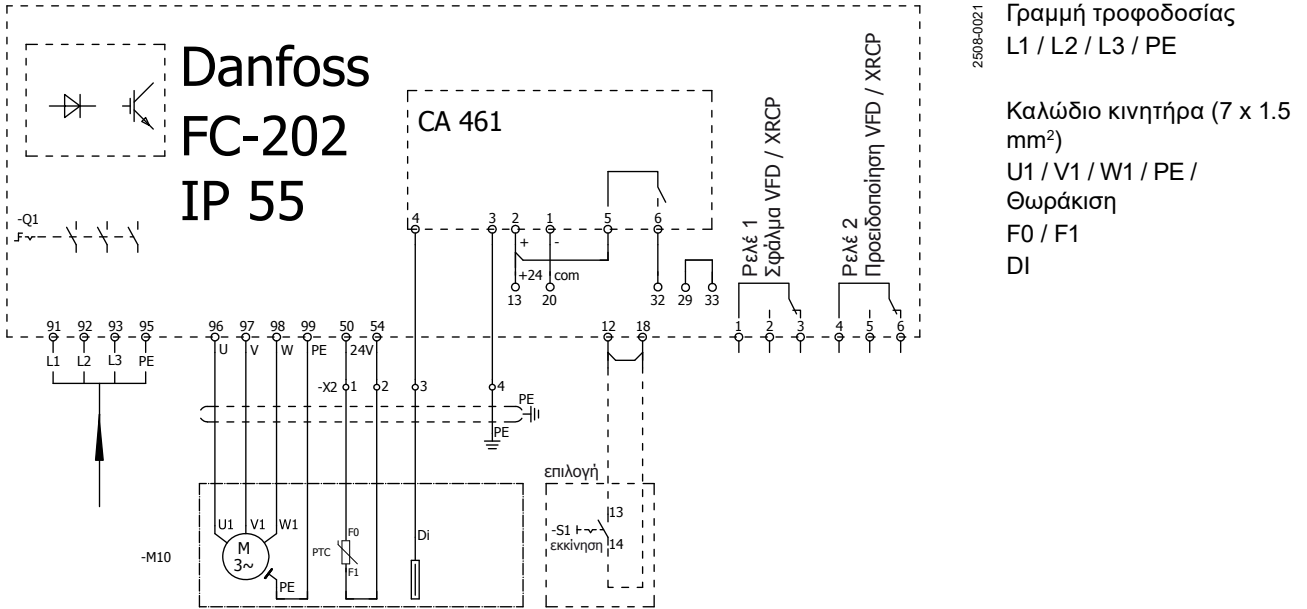 Danfoss
FC-202
IP 55
CA 461
-Q1
4 3 2 1 5 6
+ -
+24 com
13 20 32 29 33
Ρελέ 1
Σφάλμα VFD / XRCP
Ρελέ 2
Προειδοποίηση VFD / XRCP
91 92 93 95 96 97 98 99 50 54 12 18 1 2 3 4 5 6
L1 L2 L3 PE U V W PE 24V
-X2 1 2 3 4
PE
PE
επιλογή
U1 V1 W1 F0 Di 13
-S1
-M10 M PTC εκκίνηση 14
3~ F1
PE
2508-0021
Γραμμή τροφοδοσίας
L1 / L2 / L3 / PE
Καλώδιο κινητήρα (7 x 1.5
mm²)
U1 / V1 / W1 / PE /
Θωράκιση
F0 / F1
DI